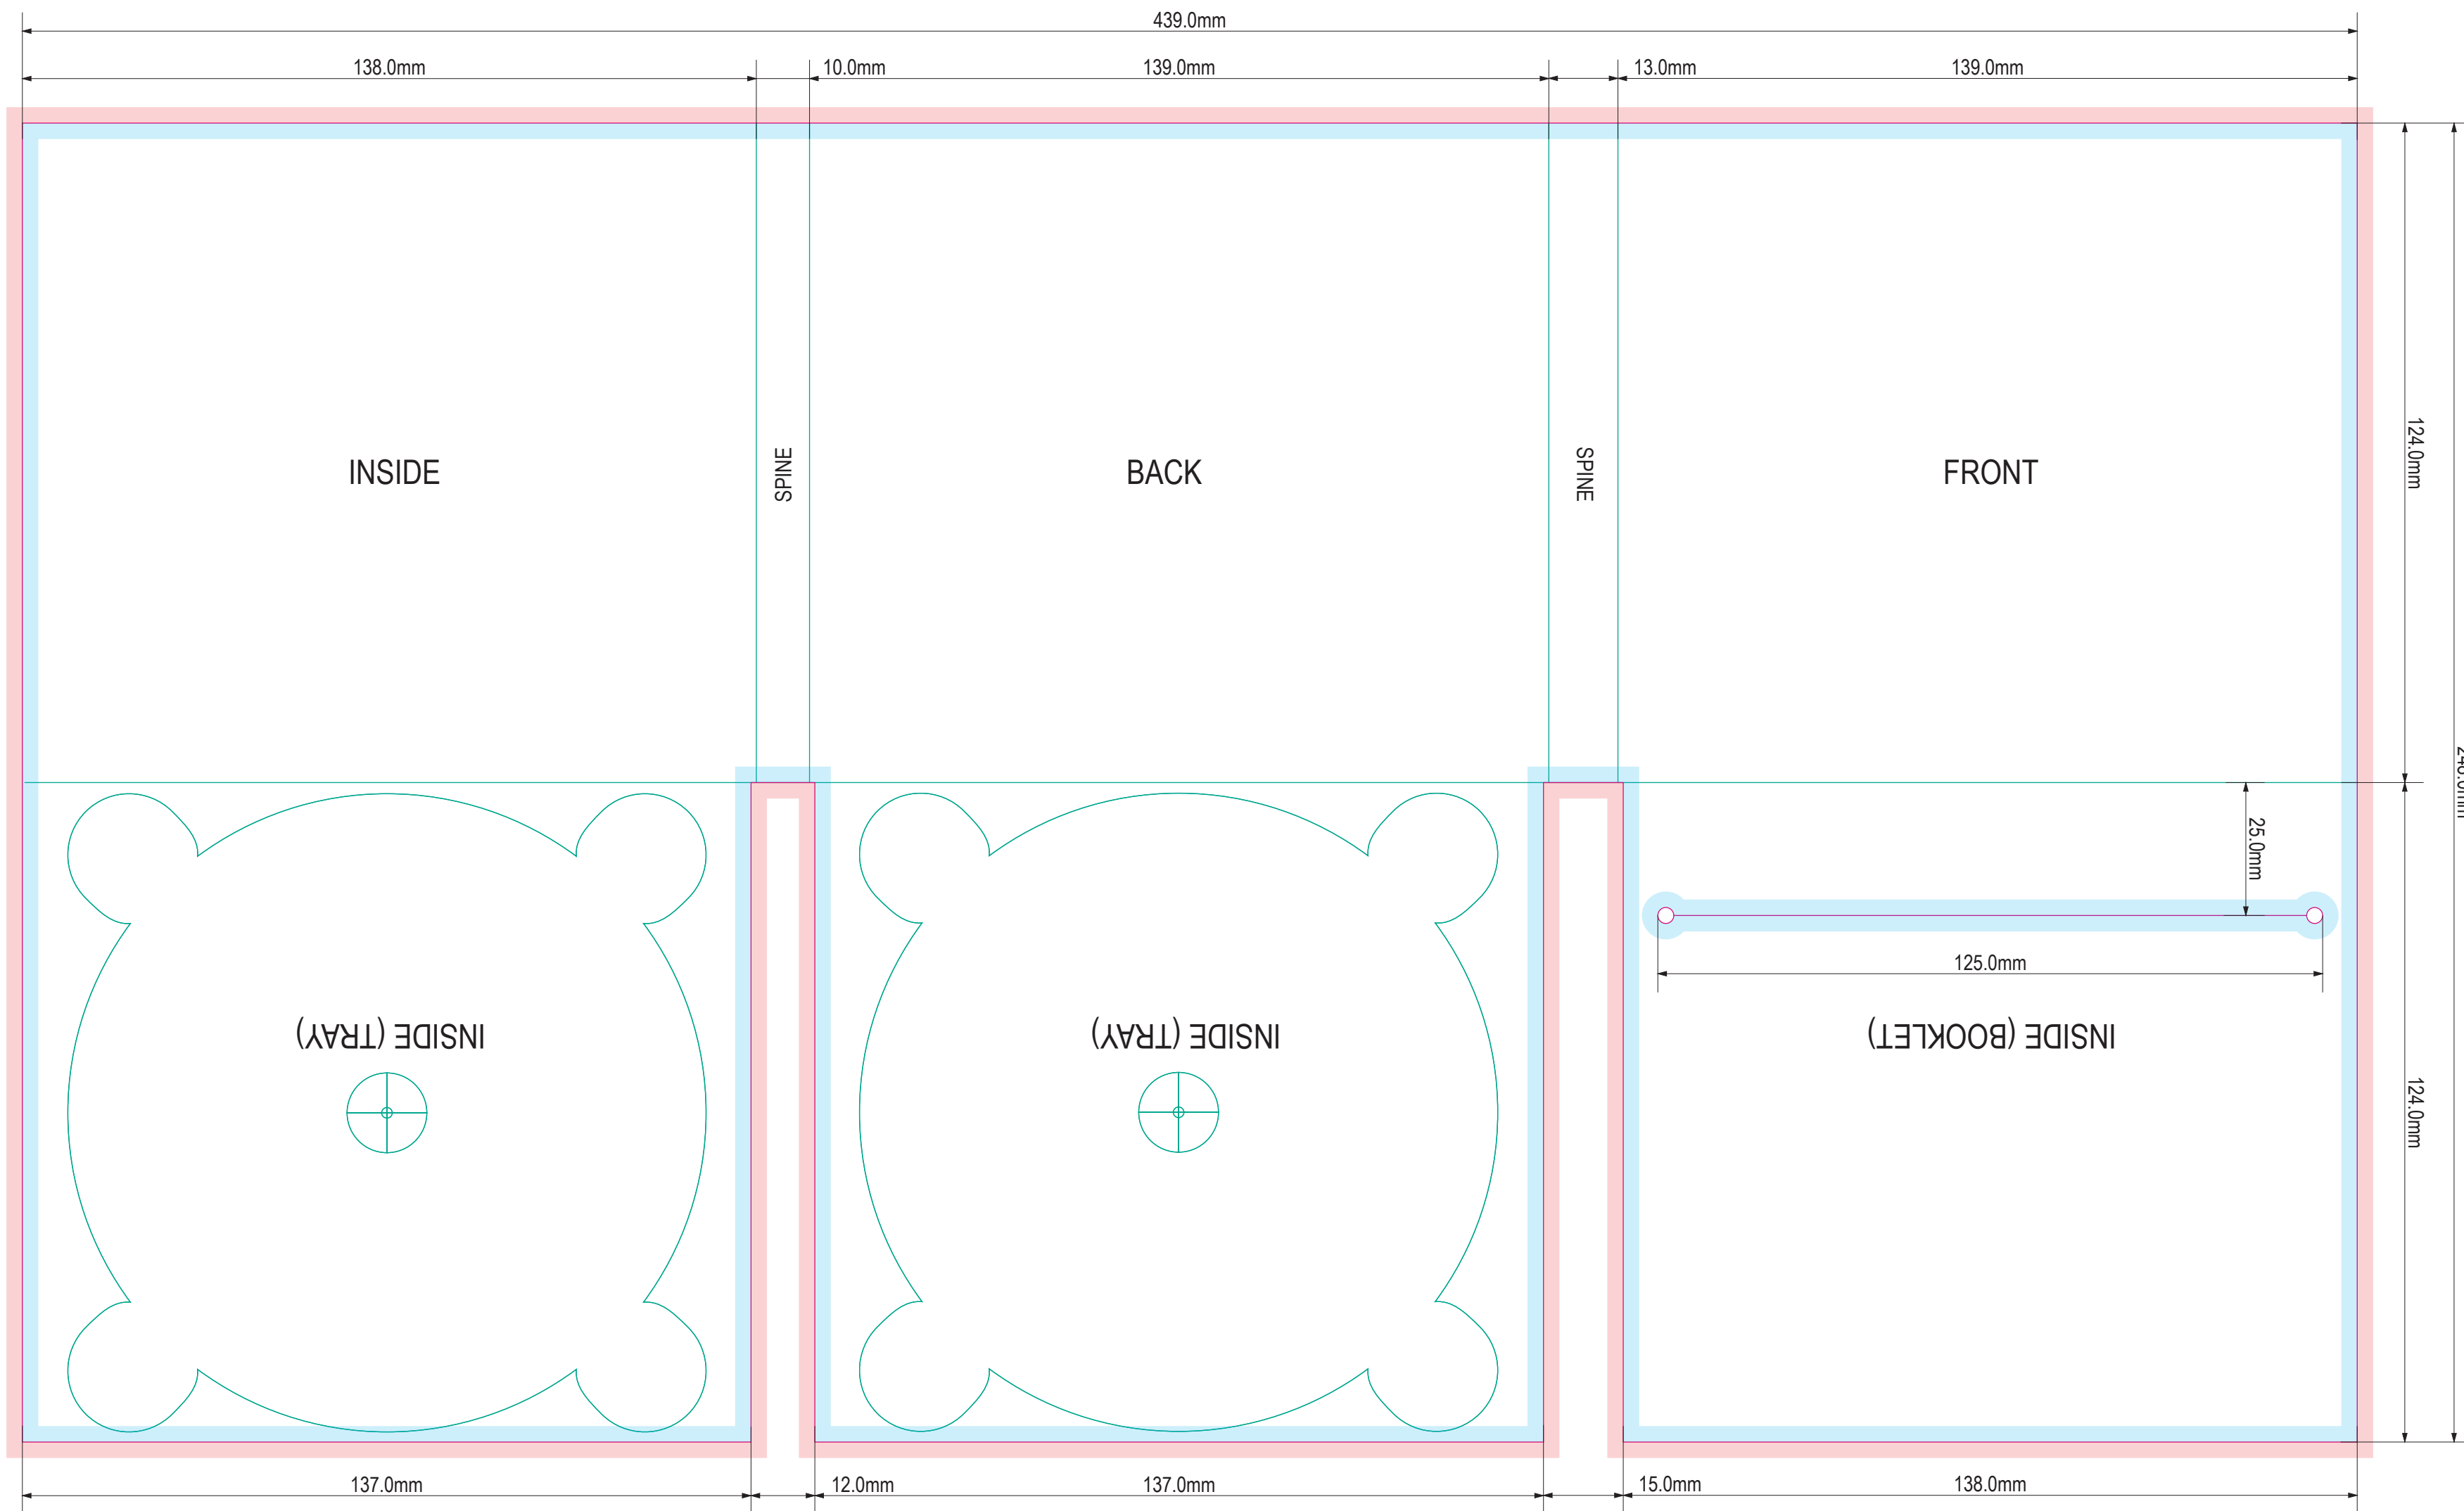 439.0mm
138.0mm
10.0mm
139.0mm
13.0mm
139.0mm
INSIDE
SPINE
BACK
SPINE
FRONT
124.0mm
25.0mm
125.0mm
INSIDE (TRAY)
INSIDE (TRAY)
INSIDE (BOOKLET)
124.0mm
137.0mm
12.0mm
137.0mm
15.0mm
138.0mm